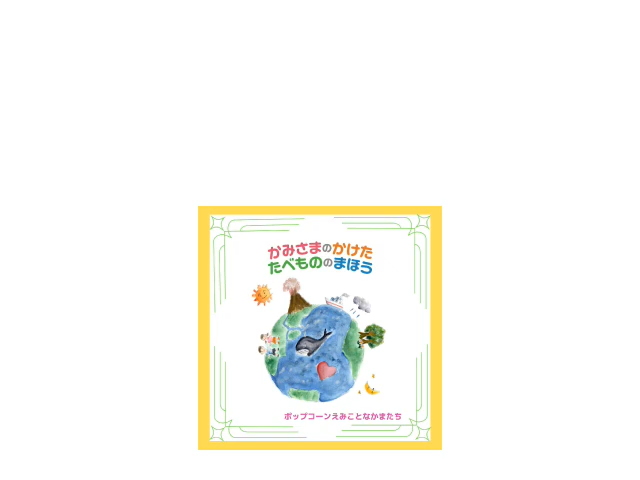 かみさまのかけた
たべもののまほう
ポップコーンえみことなかまたち